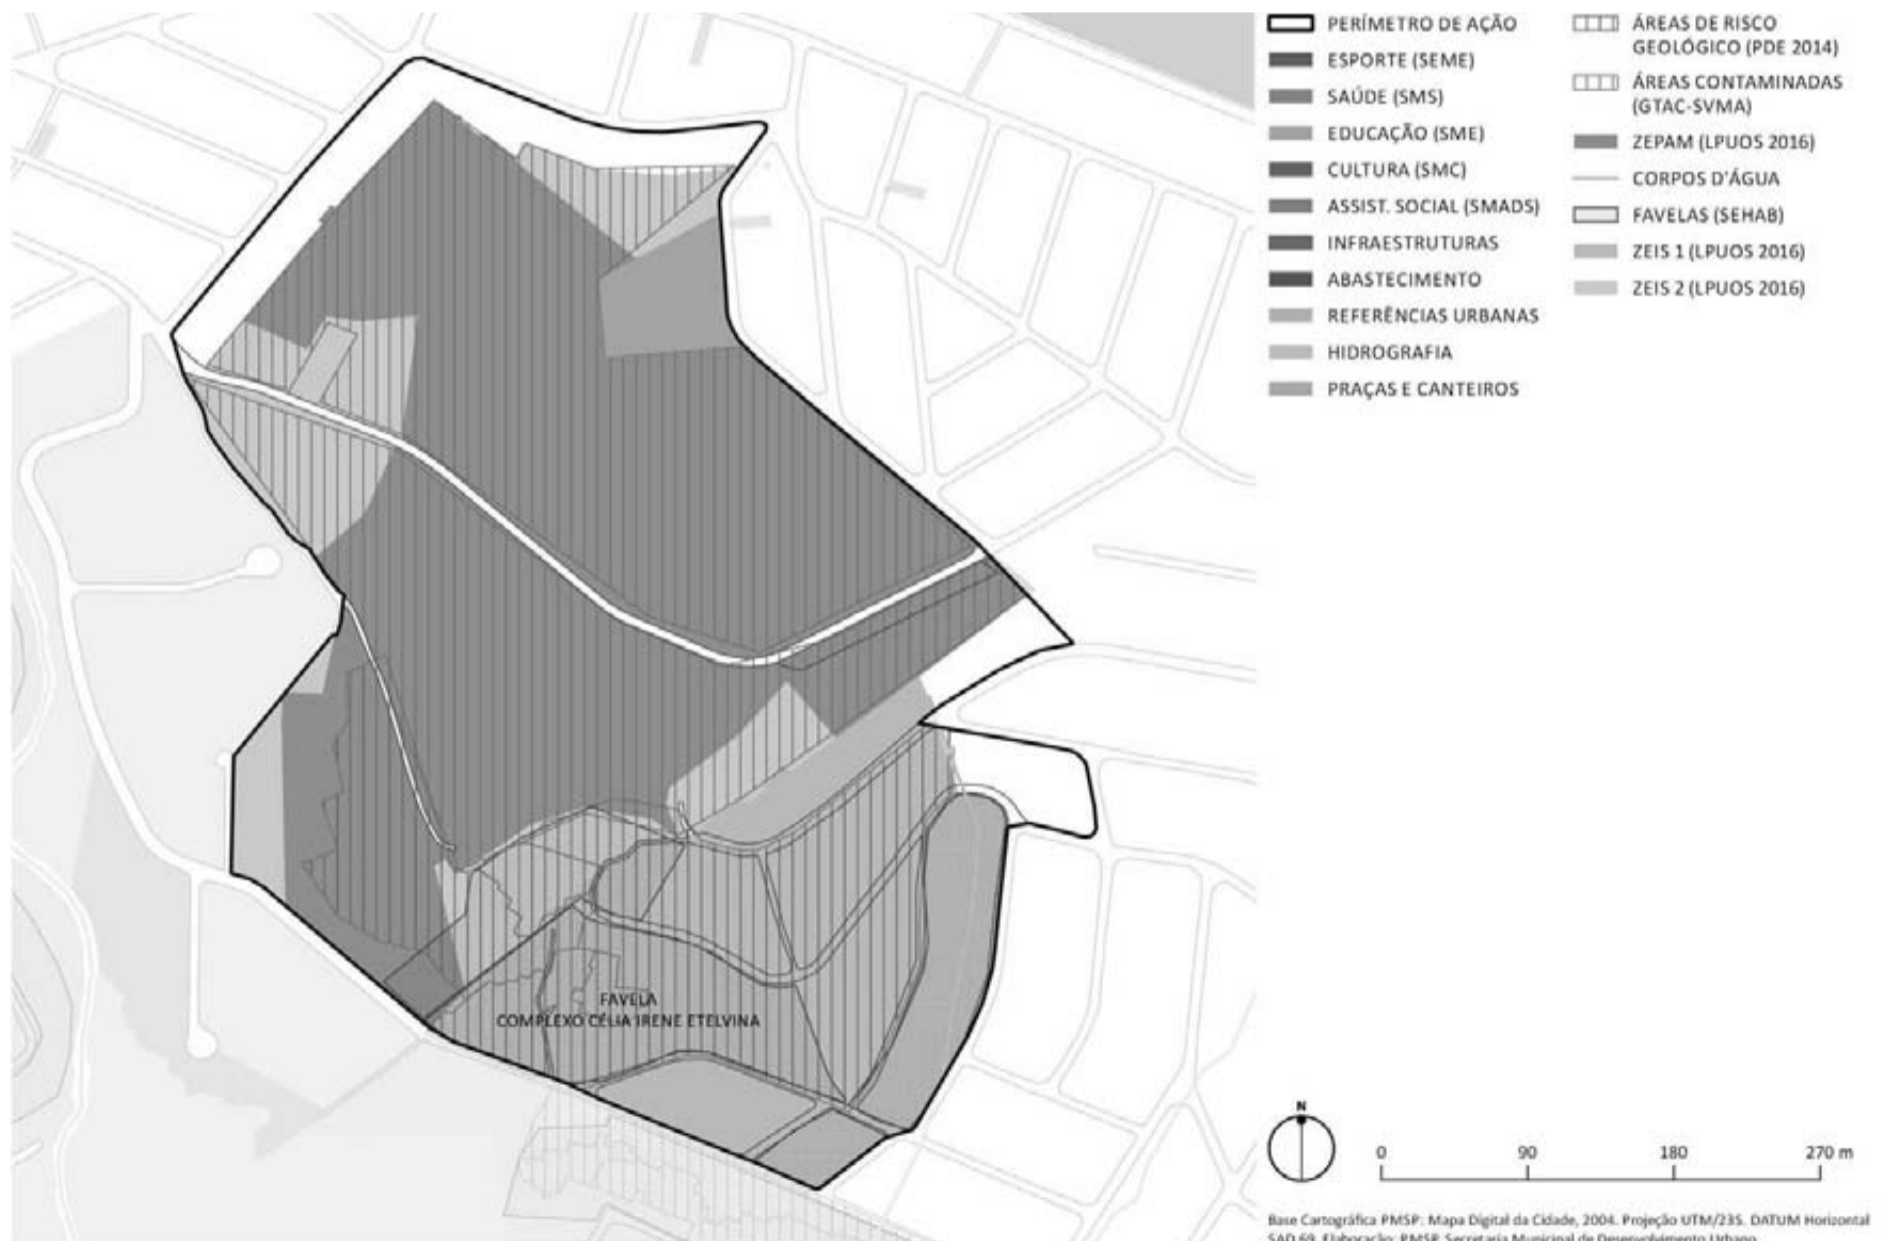 PERÍMETRO DE AÇÃO
ESPORTE (SEME)
SAÚDE (SMS)
EDUCAÇÃO (SME)
CULTURA (SMC)
ASSIST. SOCIAL (SMADS)
INFRAESTRUTURAS
ABASTECIMENTO
REFERÊNCIAS URBANAS
HIDROGRAFIA
PRAÇAS E CANTEIROS
ÁREAS DE RISCO
GEOLÓGICO (PDE 2014)
ÁREAS CONTAMINADAS
(GTAC-SVMA)
ZEPAM (LPUOS 2016)
CORPOS D'ÁGUA
FAVELAS (SEHAB)
ZEIS 1 (LPUOS 2016)
ZEIS 2 (LPUOS 2016)
FAVELA
COMPLEXO CÉLIA IRENE ETELVINA
N
0 90 180 270 m
Base Cartográfica PMSP: Mapa Digital da Cidade, 2004. Projeção UTM/23S. DATUM Horizontal
SAD 69. Elaboração: PMSP. Secretaria Municipal de Desenvolvimento Urbano